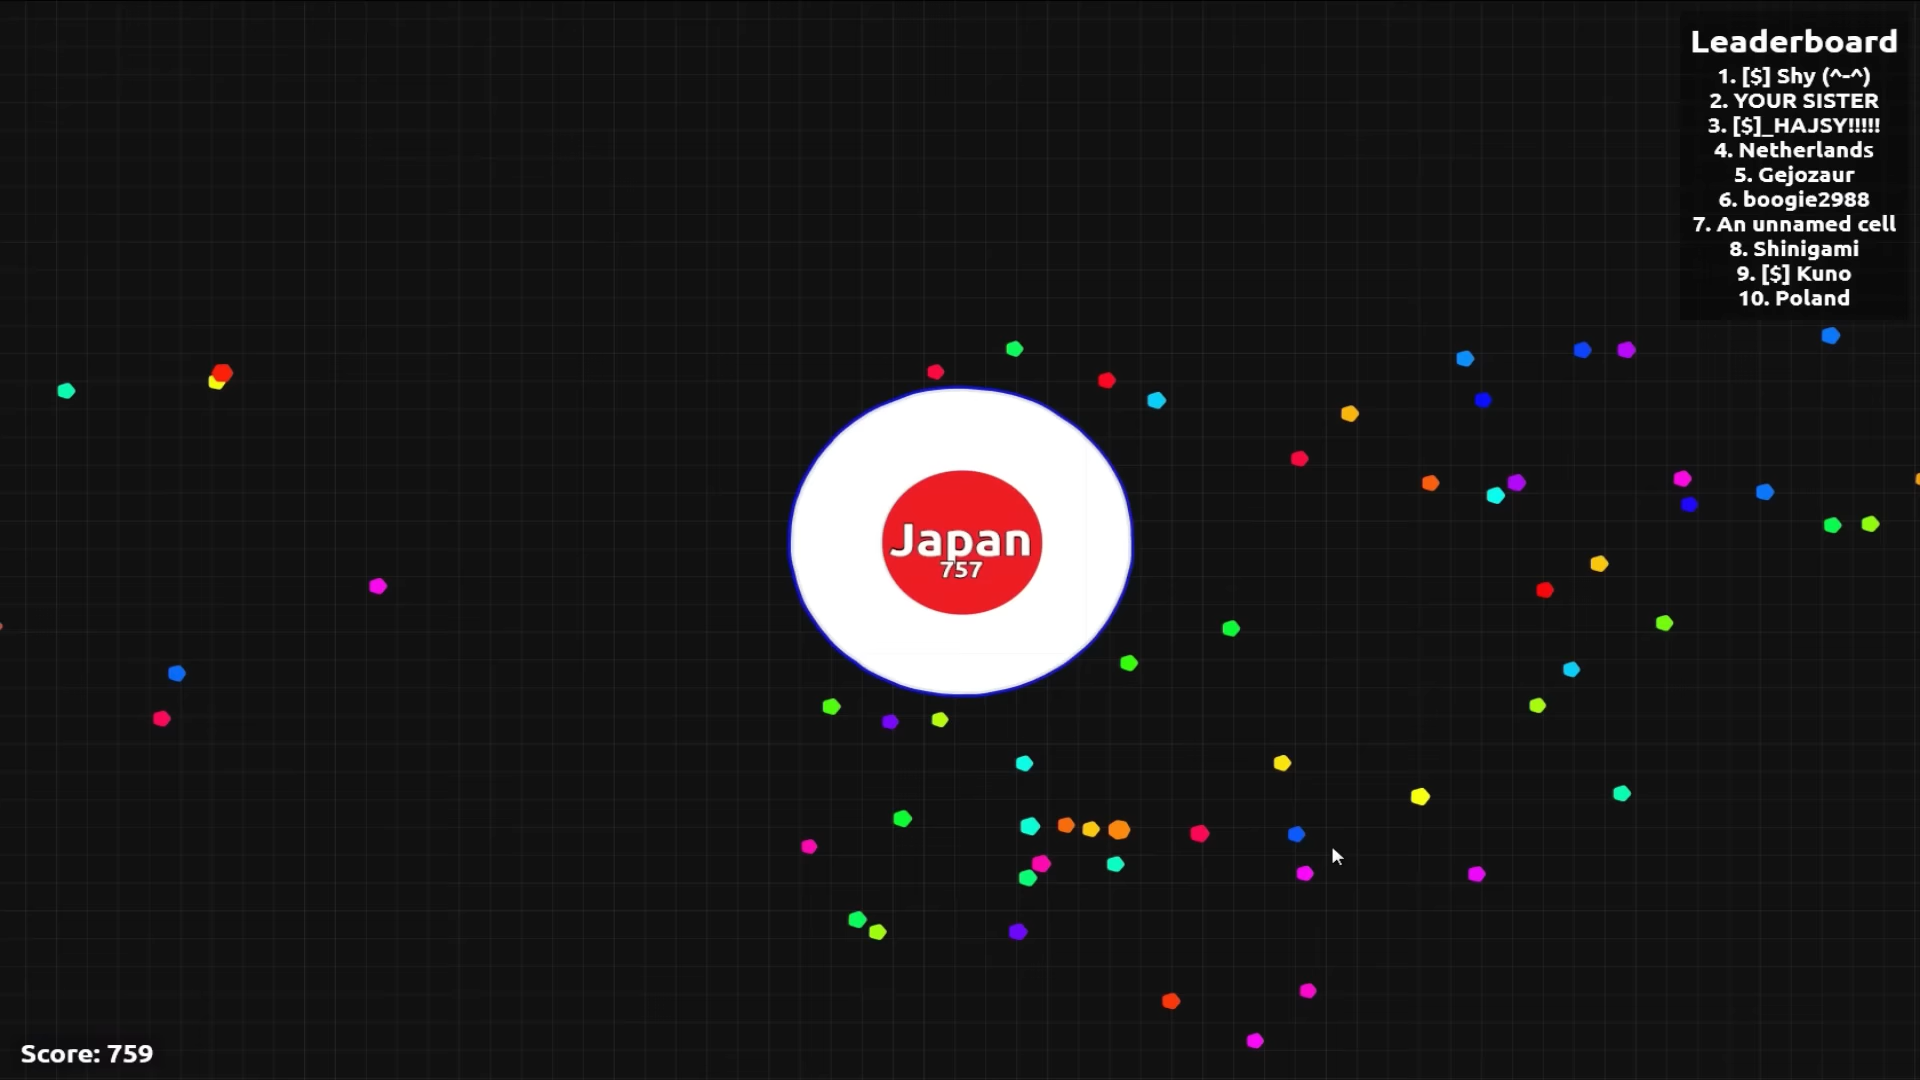 Leaderboard
1. [$] Shy (^-^)
2. YOUR SISTER
3. [$]_HAJSY!!!!!
4. Netherlands
5. Gejozaur
6. boogie2988
7. An unnamed cell
8. Shinigami
9. [$] Kuno
10. Poland
Japan
757
Score: 759